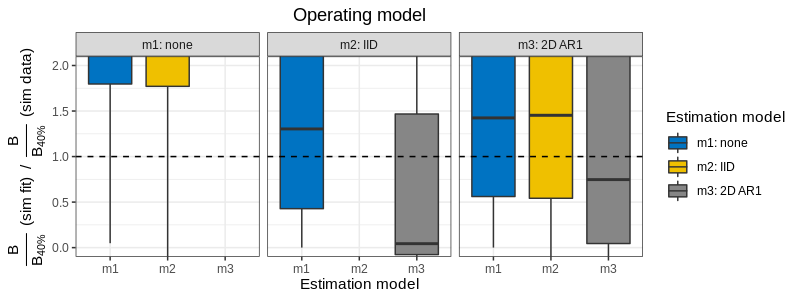 Operating model
m1: none
m2: IID
m3: 2D AR1
B/B40% (sim fit) / B/B40% (sim data)
2.0
1.5
1.0
0.5
0.0
m1 m2 m3
m1 m2 m3
m1 m2 m3
Estimation model
Estimation model
m1: none
m2: IID
m3: 2D AR1